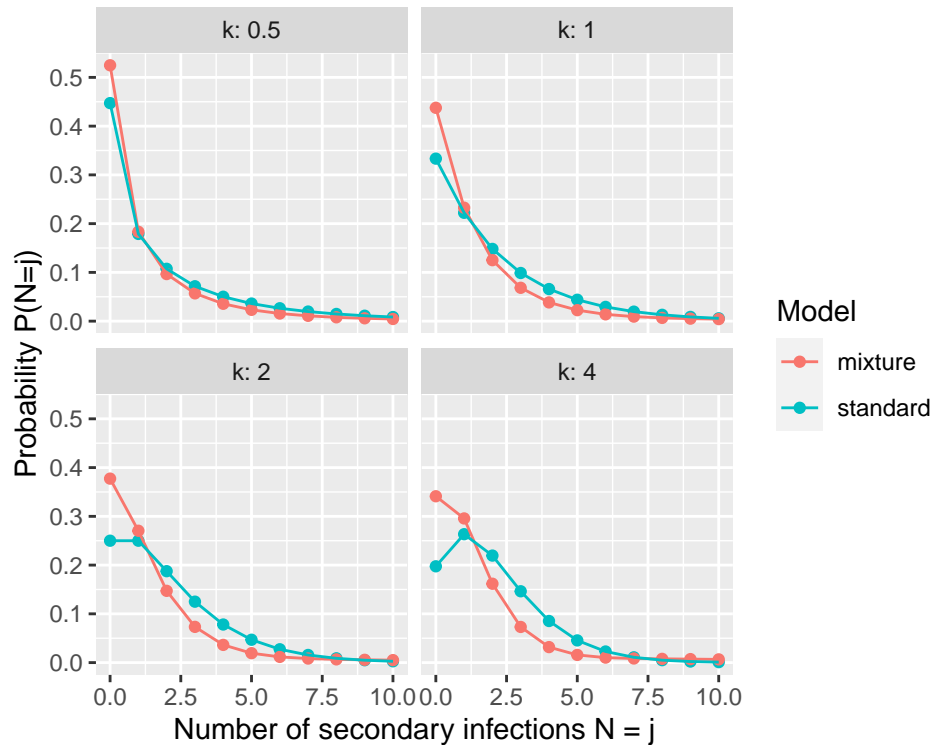 k: 0.5
k: 1
0.5
0.4
0.3
0.2
0.1
0.0
k: 2
k: 4
0.5
0.4
0.3
0.2
0.1
0.0
0.0 2.5 5.0 7.5 10.0 0.0 2.5 5.0 7.5 10.0
Number of secondary infections N = j
Probability P(N=j)
Model
mixture
standard